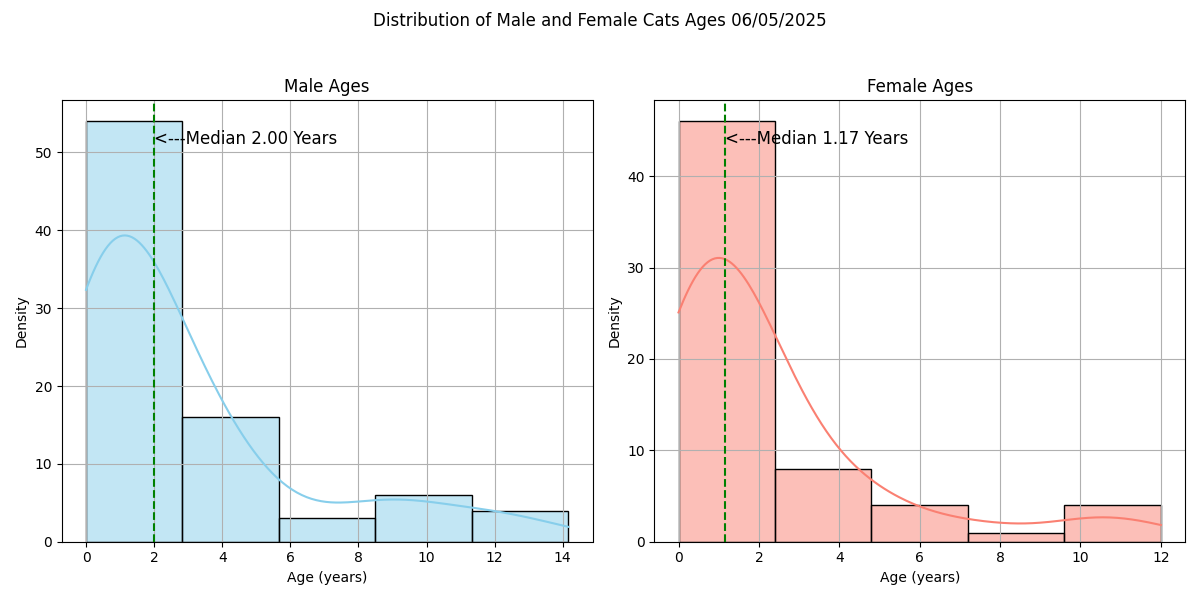 Distribution of Male and Female Cats Ages 06/05/2025
Male Ages
<---Median 2.00 Years
Density
50
40
30
20
10
0
0 2 4 6 8 10 12 14
Age (years)
Female Ages
<---Median 1.17 Years
Density
40
30
20
10
0
0 2 4 6 8 10 12
Age (years)